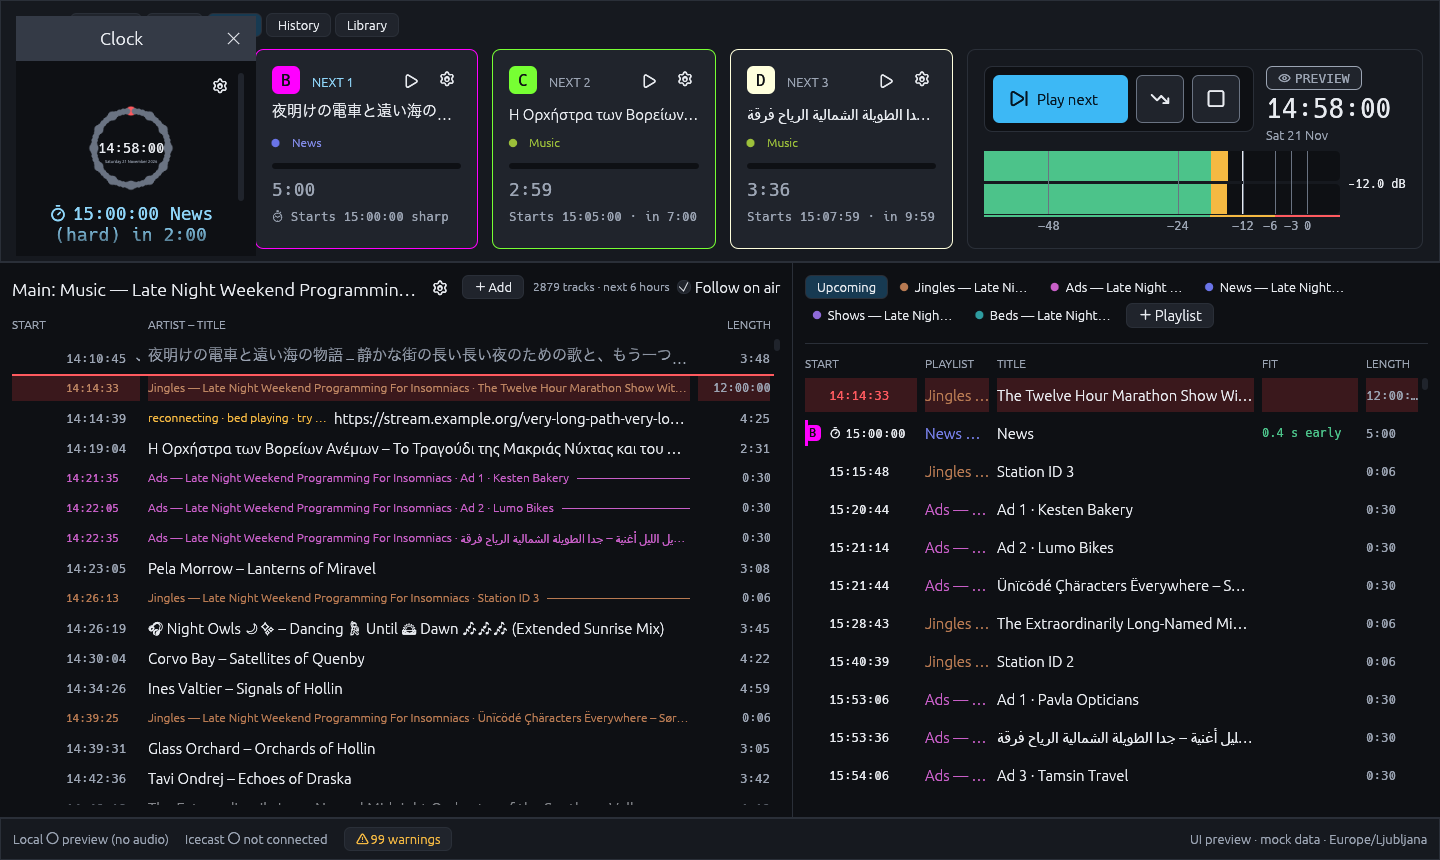 History
Library
Clock
14:58:00
Saturday 21 November 2026
15:00:00 News
(hard) in 2:00
B
NEXT 1
夜明けの電車と遠い海の…
News
5:00
Starts 15:00:00 sharp
C
NEXT 2
Η Ορχήστρα των Βορείων…
Music
2:59
Starts 15:05:00 · in 7:00
D
NEXT 3
…جدا الطويلة الشمالية الرياح فرقة
Music
3:36
Starts 15:07:59 · in 9:59
Play next
PREVIEW
14:58:00
Sat 21 Nov
-12.0 dB
-48 -24 -12 -6 -3 0
Main: Music — Late Night Weekend Programmin…
+ Add
2879 tracks · next 6 hours
Follow on air
START ARTIST – TITLE LENGTH
14:10:45 夜明けの電車と遠い海の物語 – 静かな街の長い長い夜のための歌と、もう一つ… 3:48
14:14:33 Jingles — Late Night Weekend Programming For Insomniacs · The Twelve Hour Marathon Show Wit… 12:00:00
14:14:39 reconnecting · bed playing · try … https://stream.example.org/very-long-path-very-lo… 4:25
14:19:04 Η Ορχήστρα των Βορείων Ανέμων – Το Τραγούδι της Μακριάς Νύχτας και του … 2:31
14:21:35 Ads — Late Night Weekend Programming For Insomniacs · Ad 1 · Kesten Bakery 0:30
14:22:05 Ads — Late Night Weekend Programming For Insomniacs · Ad 2 · Lumo Bikes 0:30
14:22:35 Ads — Late Night Weekend Programming For Insomniacs · …يل الليل أغنية – جدا الطويلة الشمالية الرياح فرقة 0:30
14:23:05 Pela Morrow – Lanterns of Miravel 3:08
14:26:13 Jingles — Late Night Weekend Programming For Insomniacs · Station ID 3 0:06
14:26:19 🎧 Night Owls 🌙✨ – Dancing 💃 Until 🌅 Dawn 🎶🎶🎶 (Extended Sunrise Mix) 3:45
14:30:04 Corvo Bay – Satellites of Quenby 4:22
14:34:26 Ines Valtier – Signals of Hollin 4:59
14:39:25 Jingles — Late Night Weekend Programming For Insomniacs · Ünïcödé Çhäracters Ëverywhere – Sør… 0:06
14:39:31 Glass Orchard – Orchards of Hollin 3:05
14:42:36 Tavi Ondrej – Echoes of Draska 3:42
Upcoming
Jingles — Late Ni…
Ads — Late Night …
News — Late Night…
Shows — Late Nigh…
Beds — Late Night…
+ Playlist
START PLAYLIST TITLE FIT LENGTH
14:14:33 Jingles … The Twelve Hour Marathon Show Wi… 12:00:…
B 15:00:00 News … News 0.4 s early 5:00
15:15:48 Jingles … Station ID 3 0:06
15:20:44 Ads — … Ad 1 · Kesten Bakery 0:30
15:21:14 Ads — … Ad 2 · Lumo Bikes 0:30
15:21:44 Ads — … Ünïcödé Çhäracters Ëverywhere – S… 0:30
15:28:43 Jingles … The Extraordinarily Long-Named Mi… 0:06
15:40:39 Jingles … Station ID 2 0:06
15:53:06 Ads — … Ad 1 · Pavla Opticians 0:30
15:53:36 Ads — … …لليل أغنية – جدا الطويلة الشمالية الرياح فرقة 0:30
15:54:06 Ads — … Ad 3 · Tamsin Travel 0:30
Local preview (no audio)
Icecast not connected
99 warnings
UI preview · mock data · Europe/Ljubljana